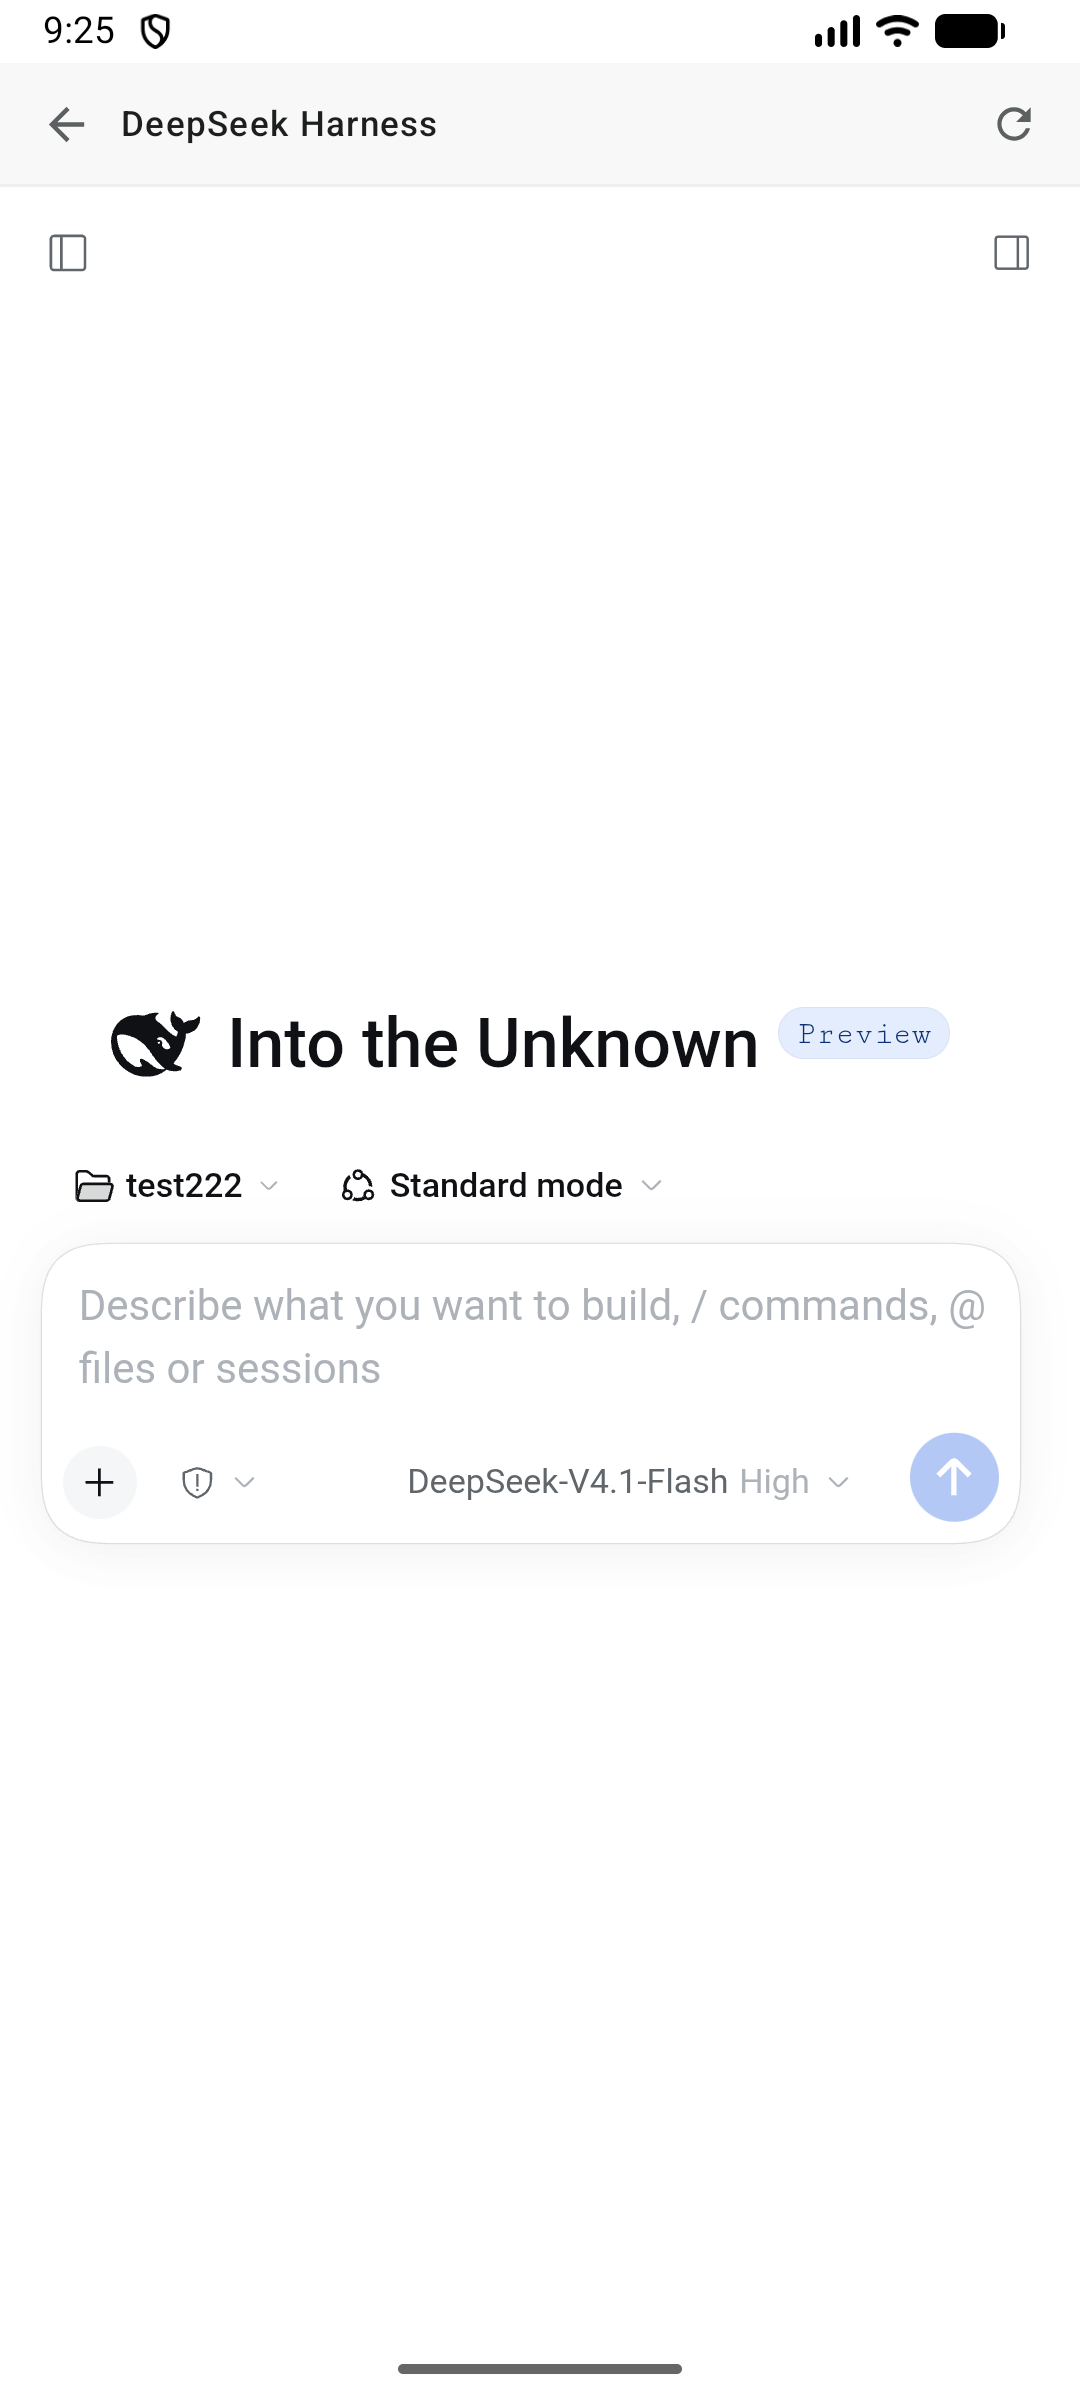 9:25
DeepSeek Harness
Into the Unknown Preview
test222 Standard mode
Describe what you want to build, / commands, @
files or sessions
DeepSeek-V4.1-Flash High